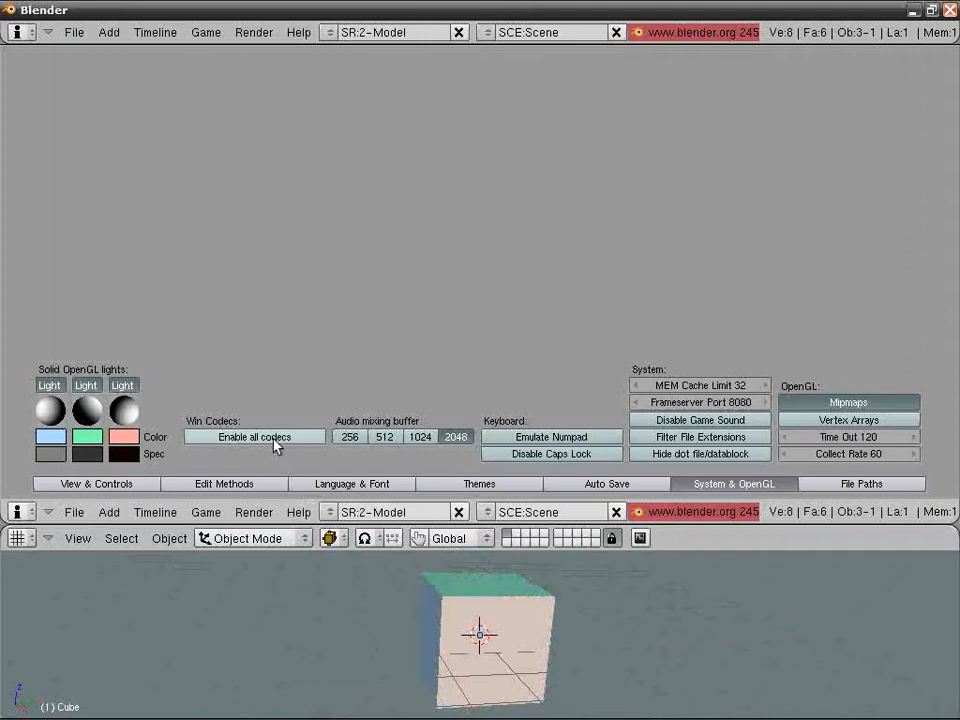 Blender
File Add Timeline Game Render Help SR:2-Model SCE:Scene www.blender.org 245 Ve:8 | Fa:6 | Ob:3-1 | La:1 | Mem:1
Solid OpenGL lights:
Light Light Light
Color
Spec
Win Codecs:
Enable all codecs
Audio mixing buffer:
256 512 1024 2048
Keyboard:
Emulate Numpad
Disable Caps Lock
System:
MEM Cache Limit 32
Frameserver Port 8080
Disable Game Sound
Filter File Extensions
Hide dot file/datablock
OpenGL:
Mipmaps
Vertex Arrays
Time Out 120
Collect Rate 60
View & Controls Edit Methods Language & Font Themes Auto Save System & OpenGL File Paths
File Add Timeline Game Render Help SR:2-Model SCE:Scene www.blender.org 245 Ve:8 | Fa:6 | Ob:3-1 | La:1 | Mem:1
View Select Object Object Mode Global
z
(1) Cube